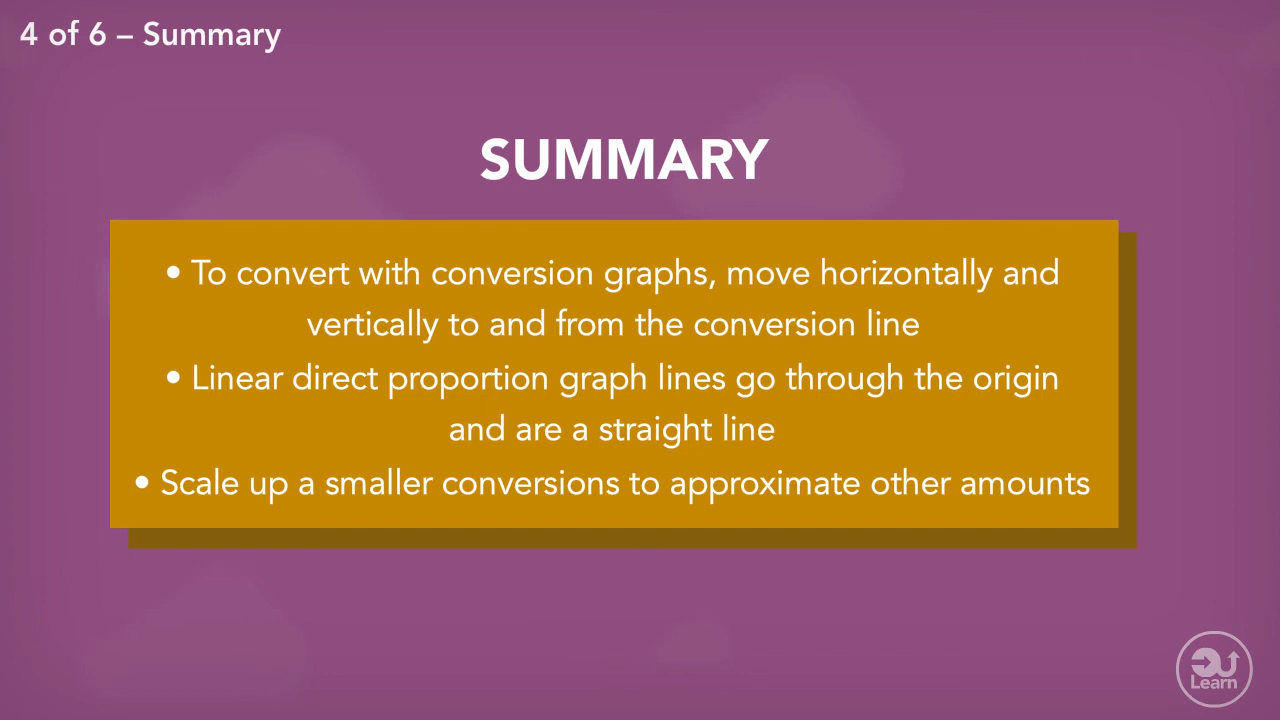 4 of 6 – Summary
SUMMARY
• To convert with conversion graphs, move horizontally and
vertically to and from the conversion line
• Linear direct proportion graph lines go through the origin
and are a straight line
• Scale up a smaller conversions to approximate other amounts
Learn